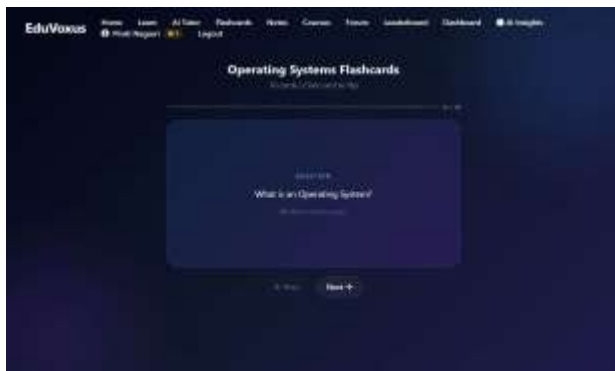 EduVoxus
Home Learn AI Tutor Flashcards Notes Courses Forum Leaderboard Dashboard AI Insights
Logout
Operating Systems Flashcards
QUESTION
What is an Operating System?
Next →